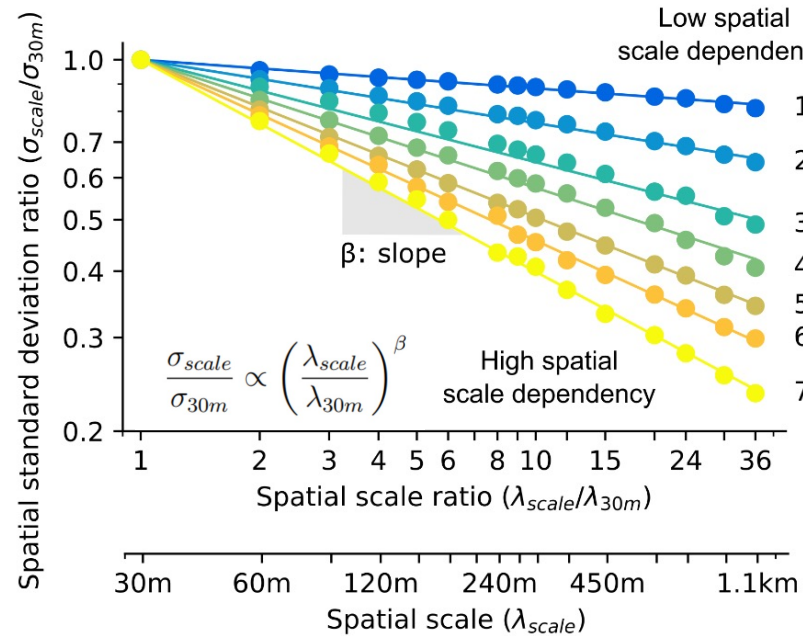 Low spatial
scale dependen
Spatial standard deviation ratio (σscale/σ30m)
1.0
0.7
0.6
0.5
0.4
0.3
0.2
1
2
3
4
5
6
7
β: slope
σscale/σ30m ∝ (λscale/λ30m)^β
High spatial
scale dependency
1 2 3 4 5 6 8 10 15 24 36
Spatial scale ratio (λscale/λ30m)
30m 60m 120m 240m 450m 1.1km
Spatial scale (λscale)